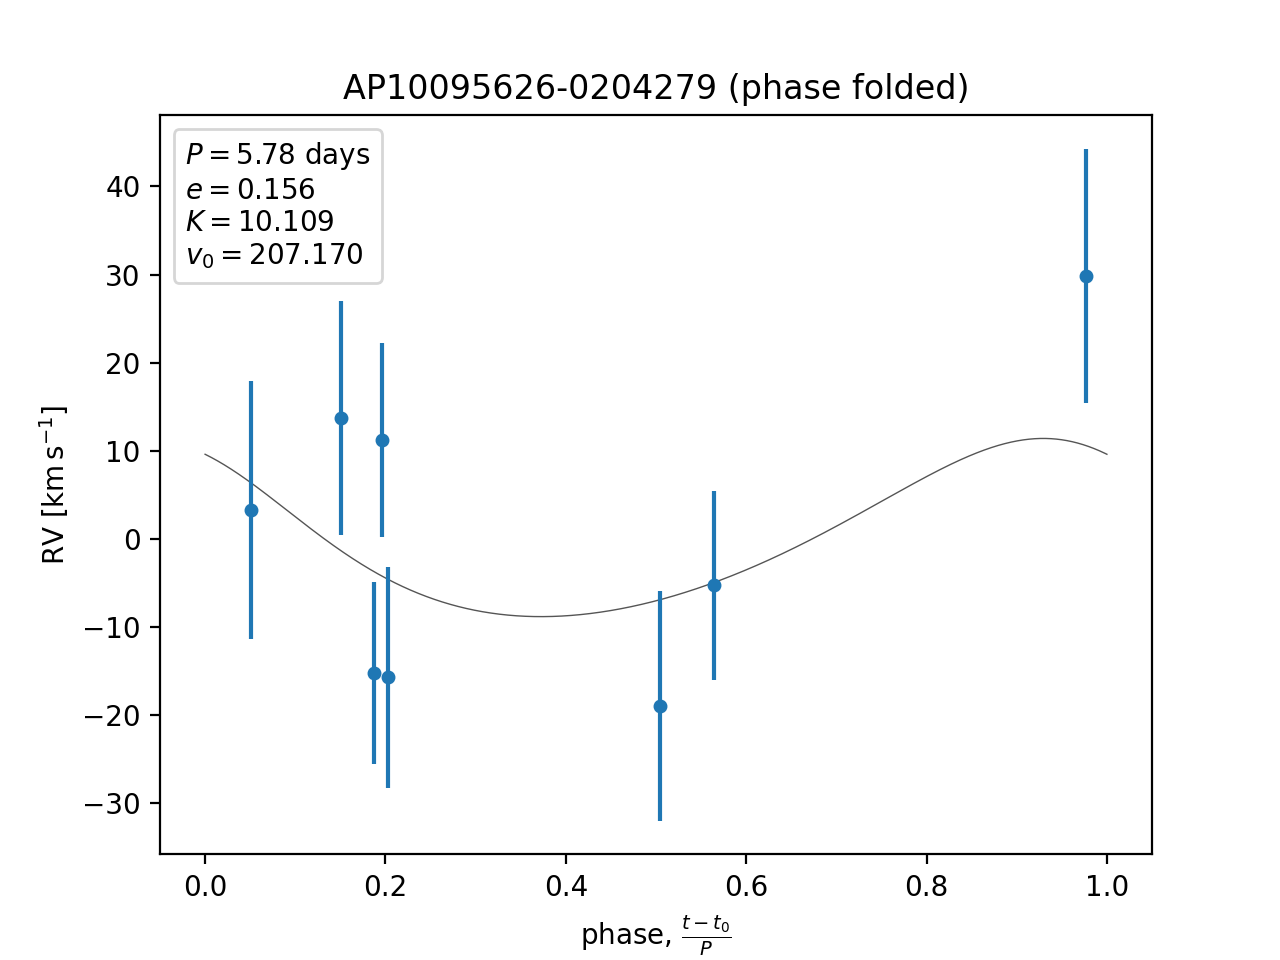 AP10095626-0204279 (phase folded)
P = 5.78 days
e = 0.156
K = 10.109
v₀ = 207.170
40
30
20
10
0
−10
−20
−30
RV [km s⁻¹]
0.0 0.2 0.4 0.6 0.8 1.0
phase, (t − t₀)/P